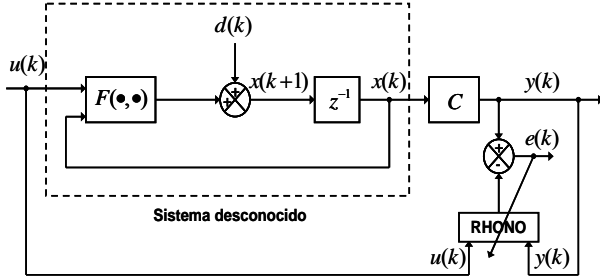 d(k)
u(k)
F(•,•)
+
+
x(k+1)
z⁻¹
x(k)
C
y(k)
+
-
e(k)
Sistema desconocido
RHONO
u(k)
y(k)